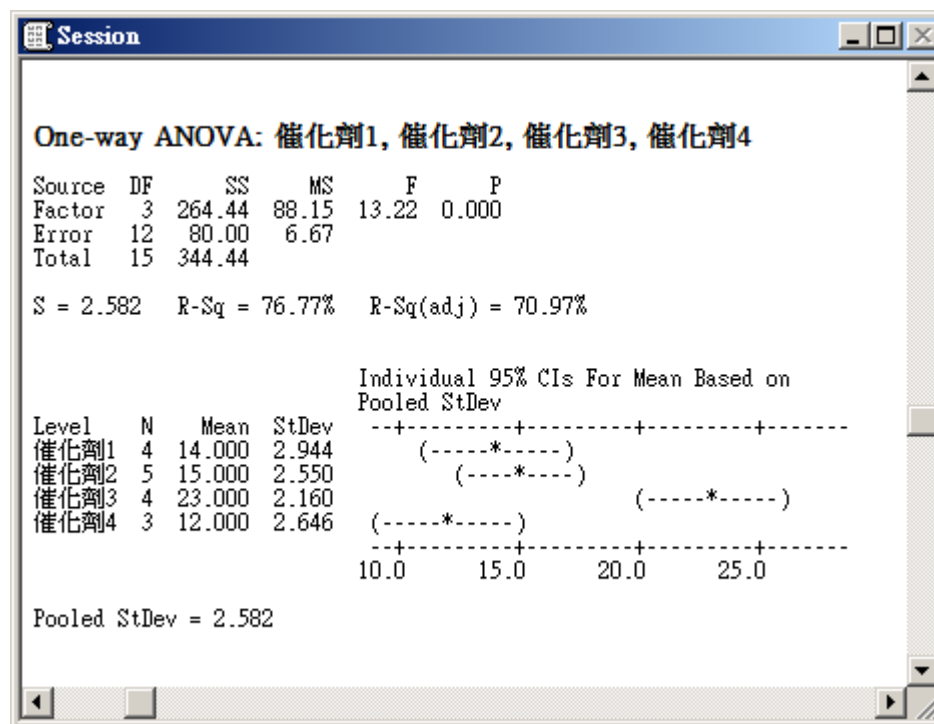 Session
One-way ANOVA: 催化劑1, 催化劑2, 催化劑3, 催化劑4
Source  DF      SS     MS      F      P
Factor   3  264.44  88.15  13.22  0.000
Error   12   80.00   6.67
Total   15  344.44
S = 2.582   R-Sq = 76.77%   R-Sq(adj) = 70.97%
Individual 95% CIs For Mean Based on
Pooled StDev
Level    N    Mean  StDev   --+---------+---------+---------+-------
催化劑1  4  14.000  2.944       (-----*-----)
催化劑2  5  15.000  2.550          (----*----)
催化劑3  4  23.000  2.160                         (-----*-----)
催化劑4  3  12.000  2.646   (-----*-----)
--+---------+---------+---------+-------
10.0      15.0      20.0      25.0
Pooled StDev = 2.582